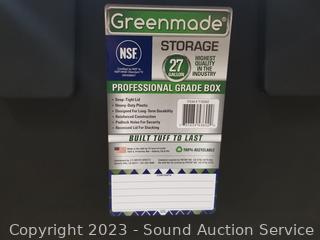 Greenmade®
NSF
STORAGE
27
GALLON
HIGHEST
QUALITY
IN THE
INDUSTRY
PROFESSIONAL GRADE BOX
- Snap Tight Lid
- Heavy-Duty Plastic
- Designed For Long Term Durability
- Reinforced Construction
- Padlock Holes For Security
- Recessed Lid For Stacking
BUILT TUFF TO LAST
100% RECYCLABLE
Copyright 2023 - Sound Auction Service